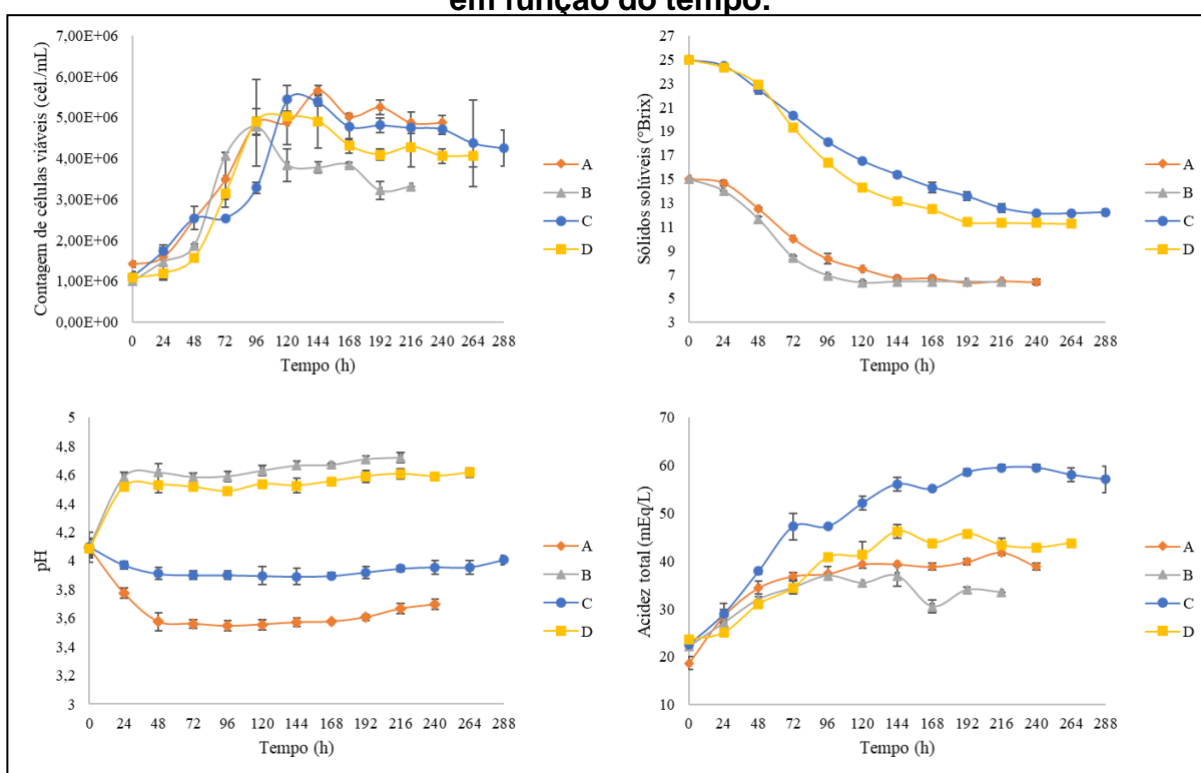 em função do tempo.
Contagem de células viáveis (cél./mL)
7,00E+06
6,00E+06
5,00E+06
4,00E+06
3,00E+06
2,00E+06
1,00E+06
0,00E+00
0 24 48 72 96 120 144 168 192 216 240 264 288
Tempo (h)
A
B
C
D
Sólidos solúveis (°Brix)
27
25
23
21
19
17
15
13
11
9
7
5
3
0 24 48 72 96 120 144 168 192 216 240 264 288
Tempo (h)
A
B
C
D
pH
5
4,8
4,6
4,4
4,2
4
3,8
3,6
3,4
3,2
3
0 24 48 72 96 120 144 168 192 216 240 264 288
Tempo (h)
A
B
C
D
Acidez total (mEq/L)
70
60
50
40
30
20
10
0 24 48 72 96 120 144 168 192 216 240 264 288
Tempo (h)
A
B
C
D